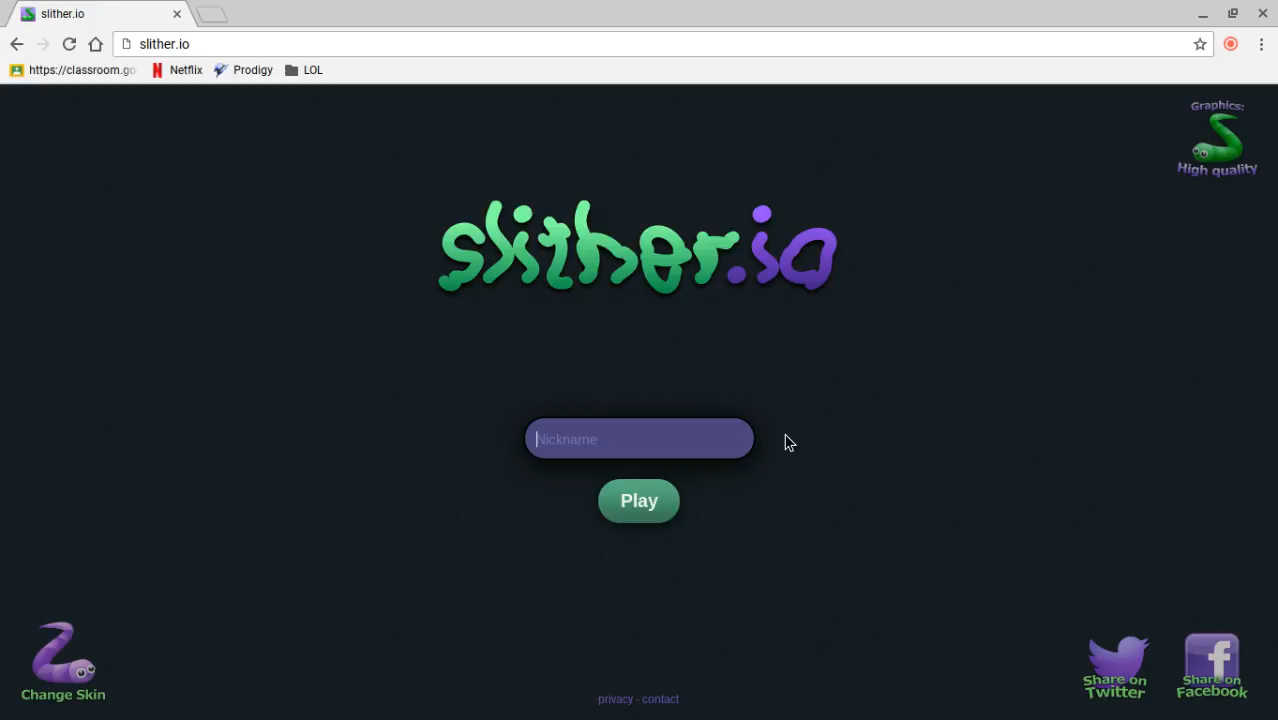 slither.io
slither.io
https://classroom.go
Netflix
Prodigy
LOL
Graphics:
High quality
slither.io
Nickname
Play
Change Skin
privacy - contact
Share on
Twitter
Share on
Facebook